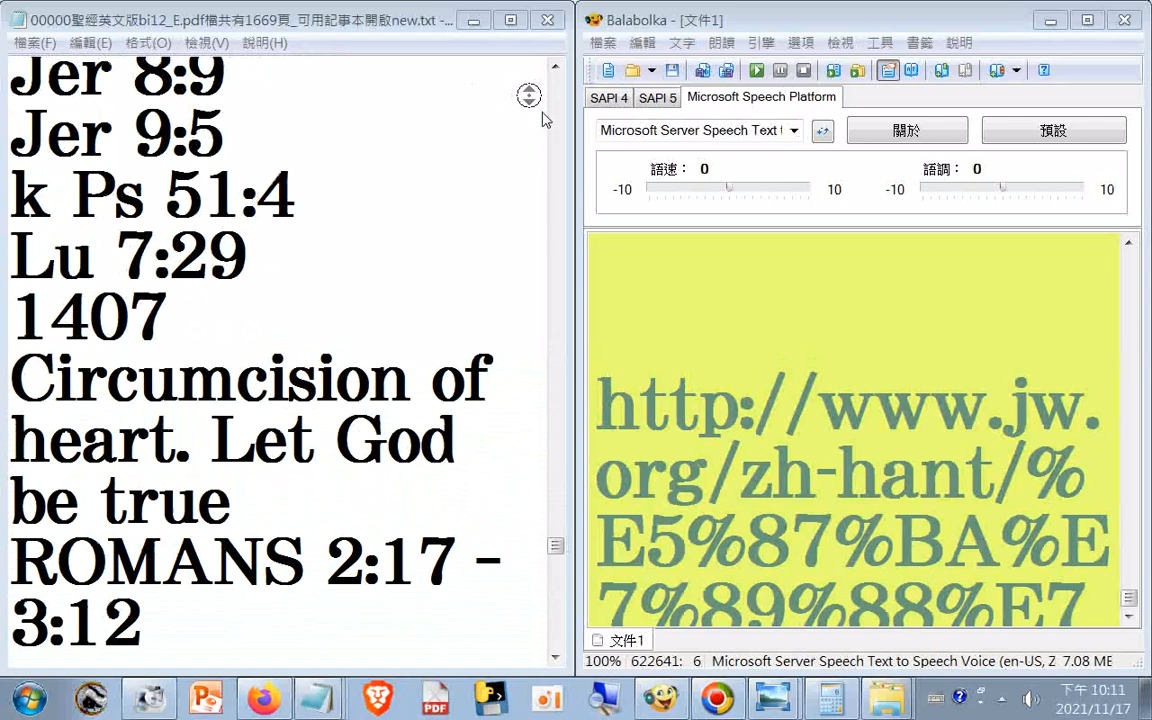 00000聖經英文版bi12_E.pdf檔共有1669頁_可用記事本開啟new.txt -...
檔案(F) 編輯(E) 格式(O) 檢視(V) 說明(H)
Jer 8:9
Jer 9:5
k Ps 51:4
Lu 7:29
1407
Circumcision of
heart. Let God
be true
ROMANS 2:17 -
3:12
Balabolka - [文件1]
檔案 編輯 文字 朗讀 引擎 選項 檢視 工具 書籤 說明
SAPI 4 SAPI 5 Microsoft Speech Platform
Microsoft Server Speech Text t 關於 預設
語速： 0 語調： 0
-10 10 -10 10
http://www.jw.
org/zh-hant/%
E5%87%BA%E
7%89%88%E7
文件1
100% 622641: 6 Microsoft Server Speech Text to Speech Voice (en-US, Z 7.08 ME
PDF
下午 10:11
2021/11/17